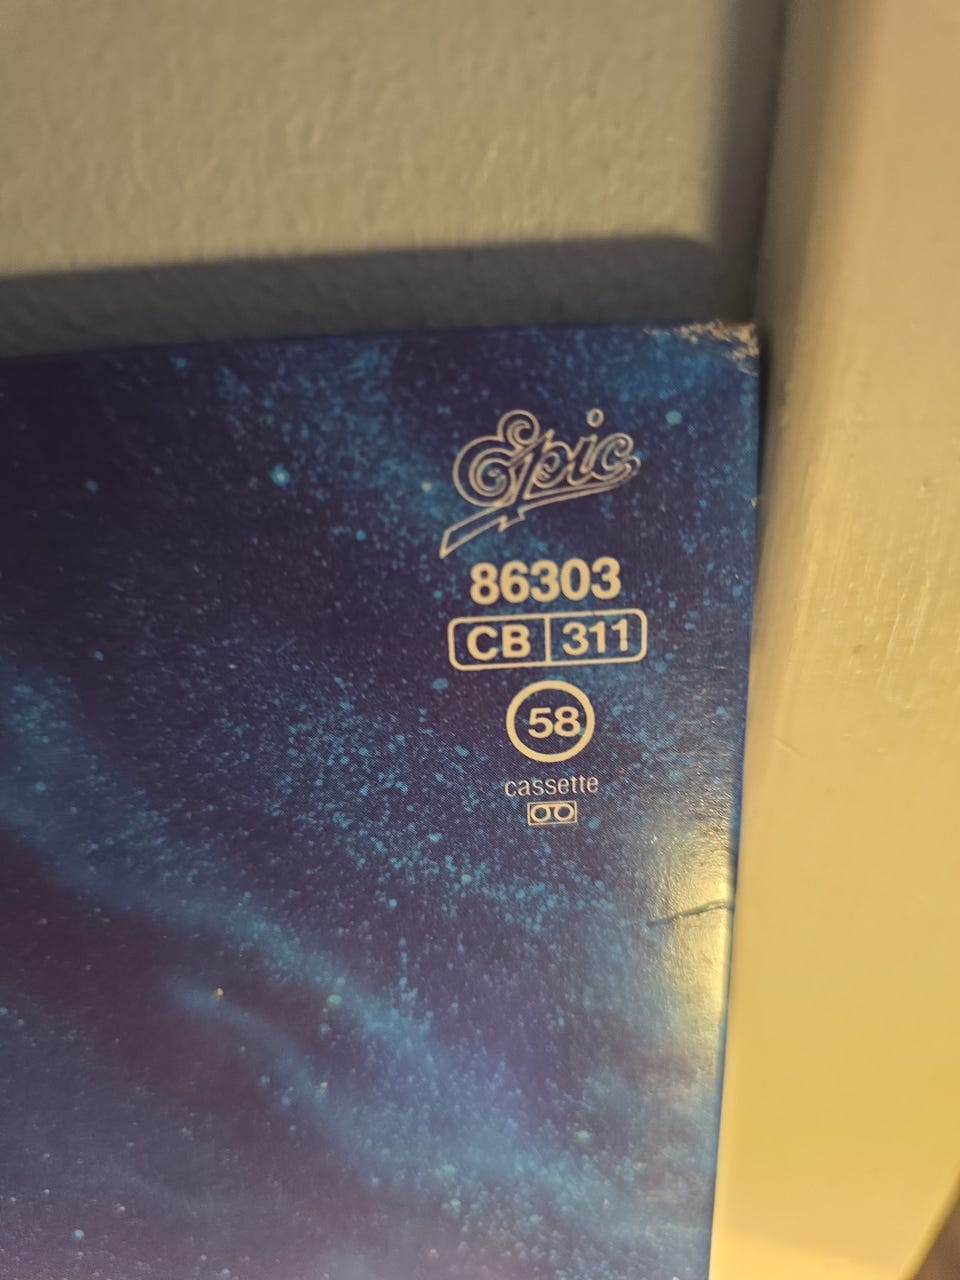 Epic
86303
CB 311
58
cassette